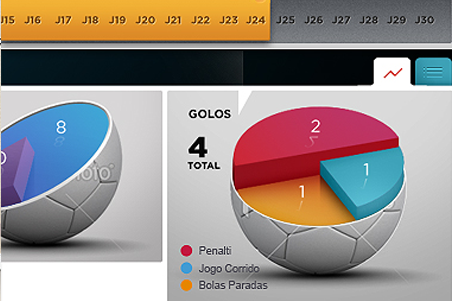 J15 J16 J17 J18 J19 J20 J21 J22 J23 J24 J25 J26 J27 J28 J29 J30
GOLOS
4
TOTAL
8
2
1
1
Penalti
Jogo Corrido
Bolas Paradas